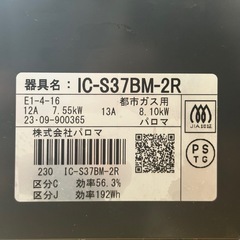 器具名： IC-S37BM-2R
E1-4-16 都市ガス用
12A 7.55kW 13A 8.10kW
23・09-900365 パロマ
JIA認証
株式会社パロマ
PS
TG
230 IC-S37BM-2R
区分C 効率56.3%
区分J 効率192Wh